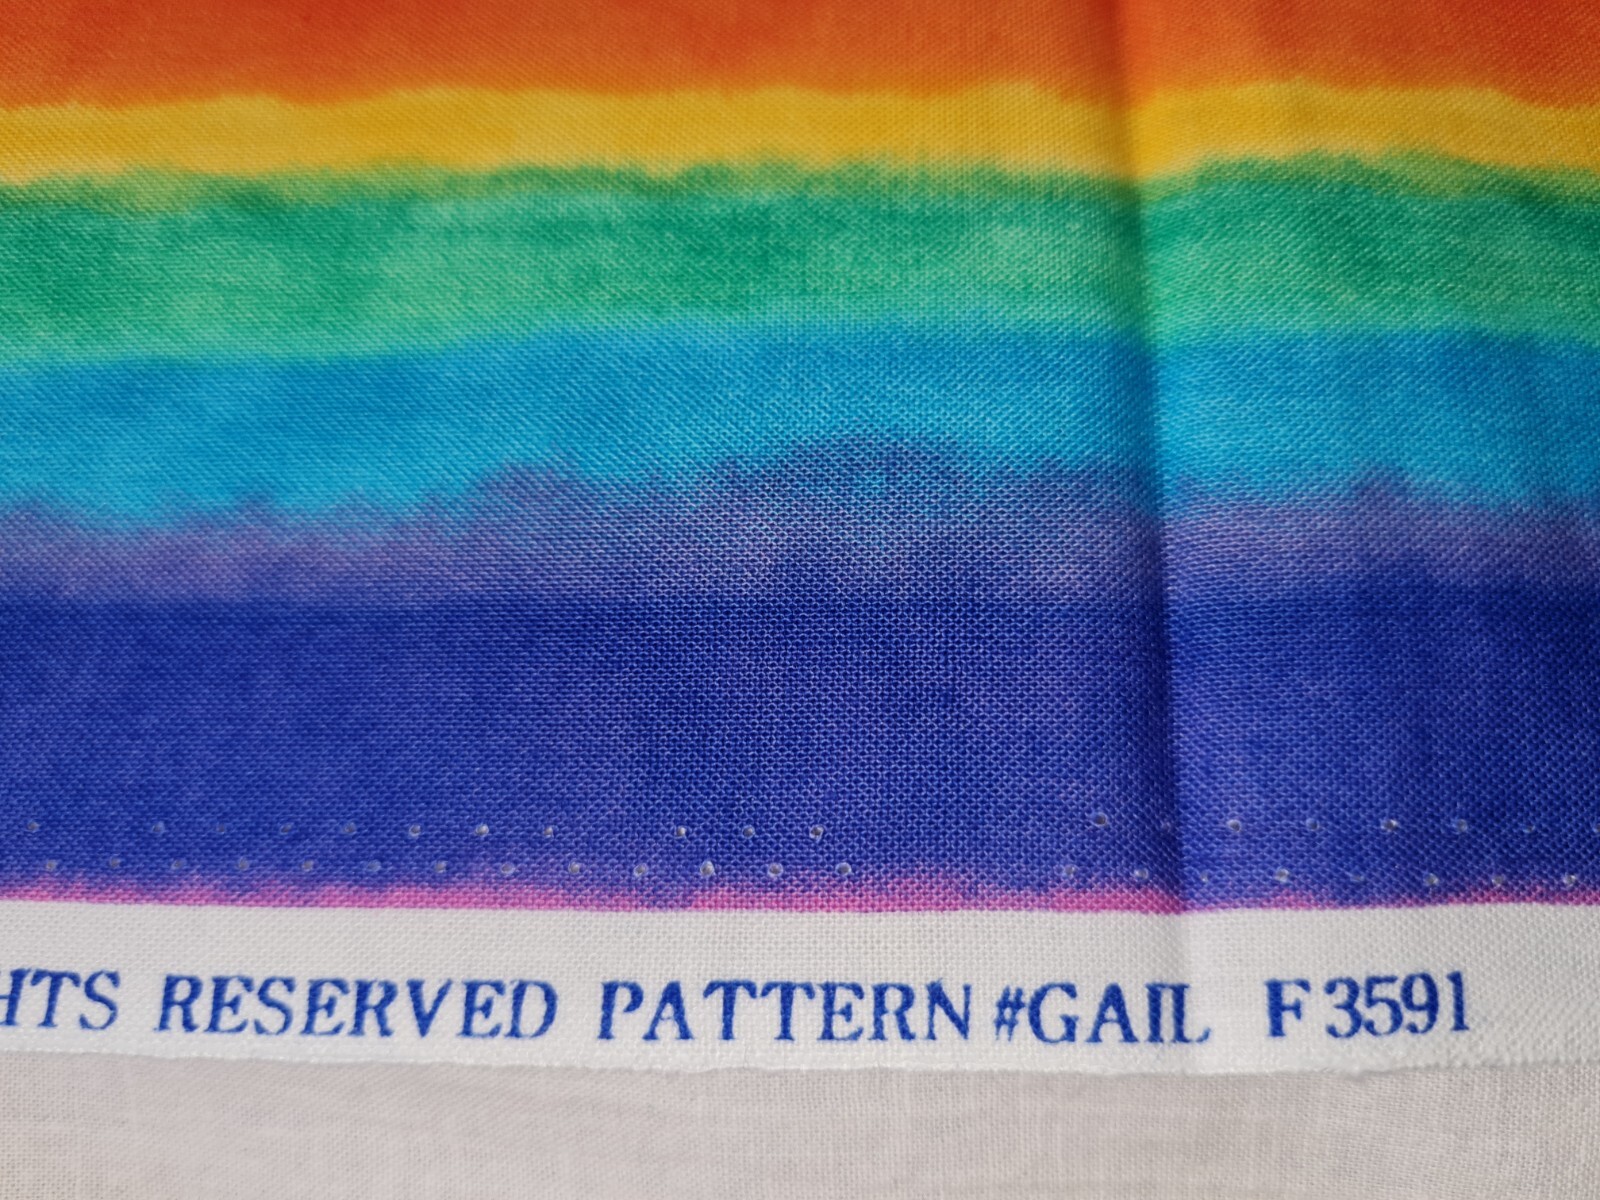 HTS RESERVED PATTERN #GAIL F3591